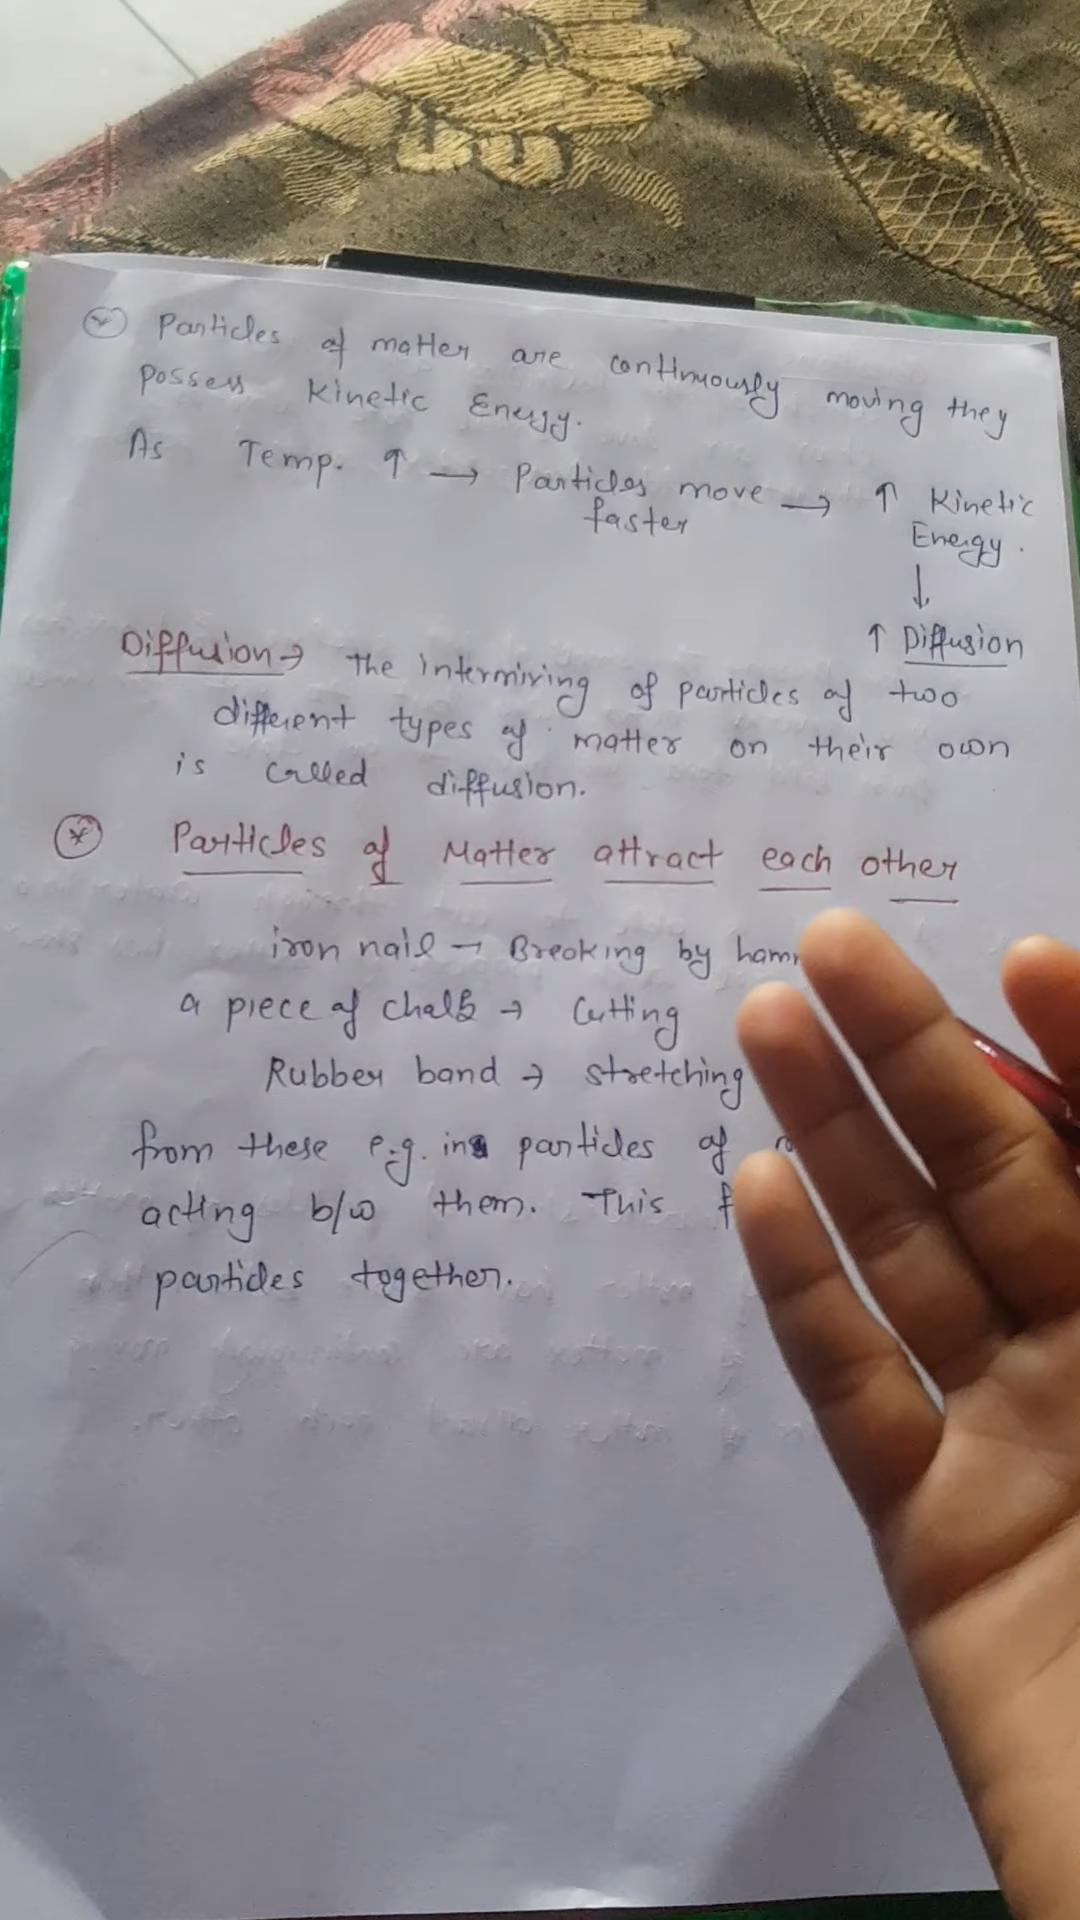 Particles of matter are continuously moving they
possess Kinetic Energy.
As Temp. ↑ → Particles move → ↑ Kinetic
faster Energy.
↓
↑ Diffusion
Diffusion → The intermixing of particles of two
different types of matter on their own
is called diffusion.
Particles of Matter attract each other
iron nail → Breaking by
a piece of chalk → Cutting
Rubber band → stretching
from these e.g. in particles of
acting b/w them. This
particles together.